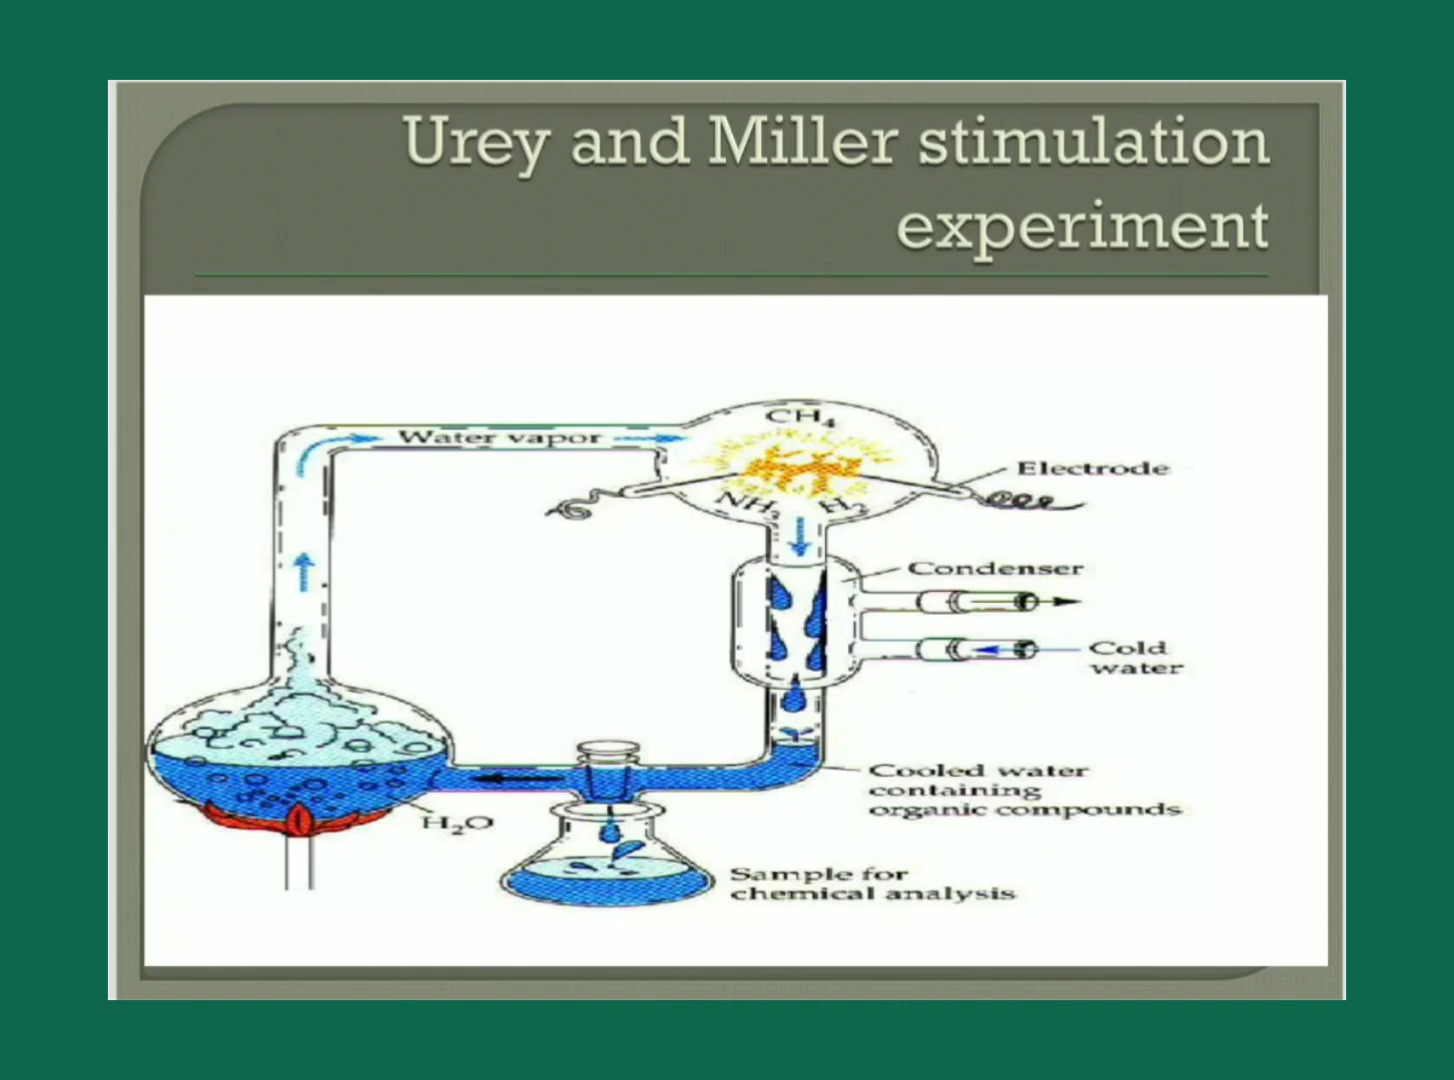 Urey and Miller stimulation
experiment
CH₄
Water vapor
Electrode
NH₃ H₂
Condenser
Cold
water
Cooled water
containing
organic compounds
H₂O
Sample for
chemical analysis